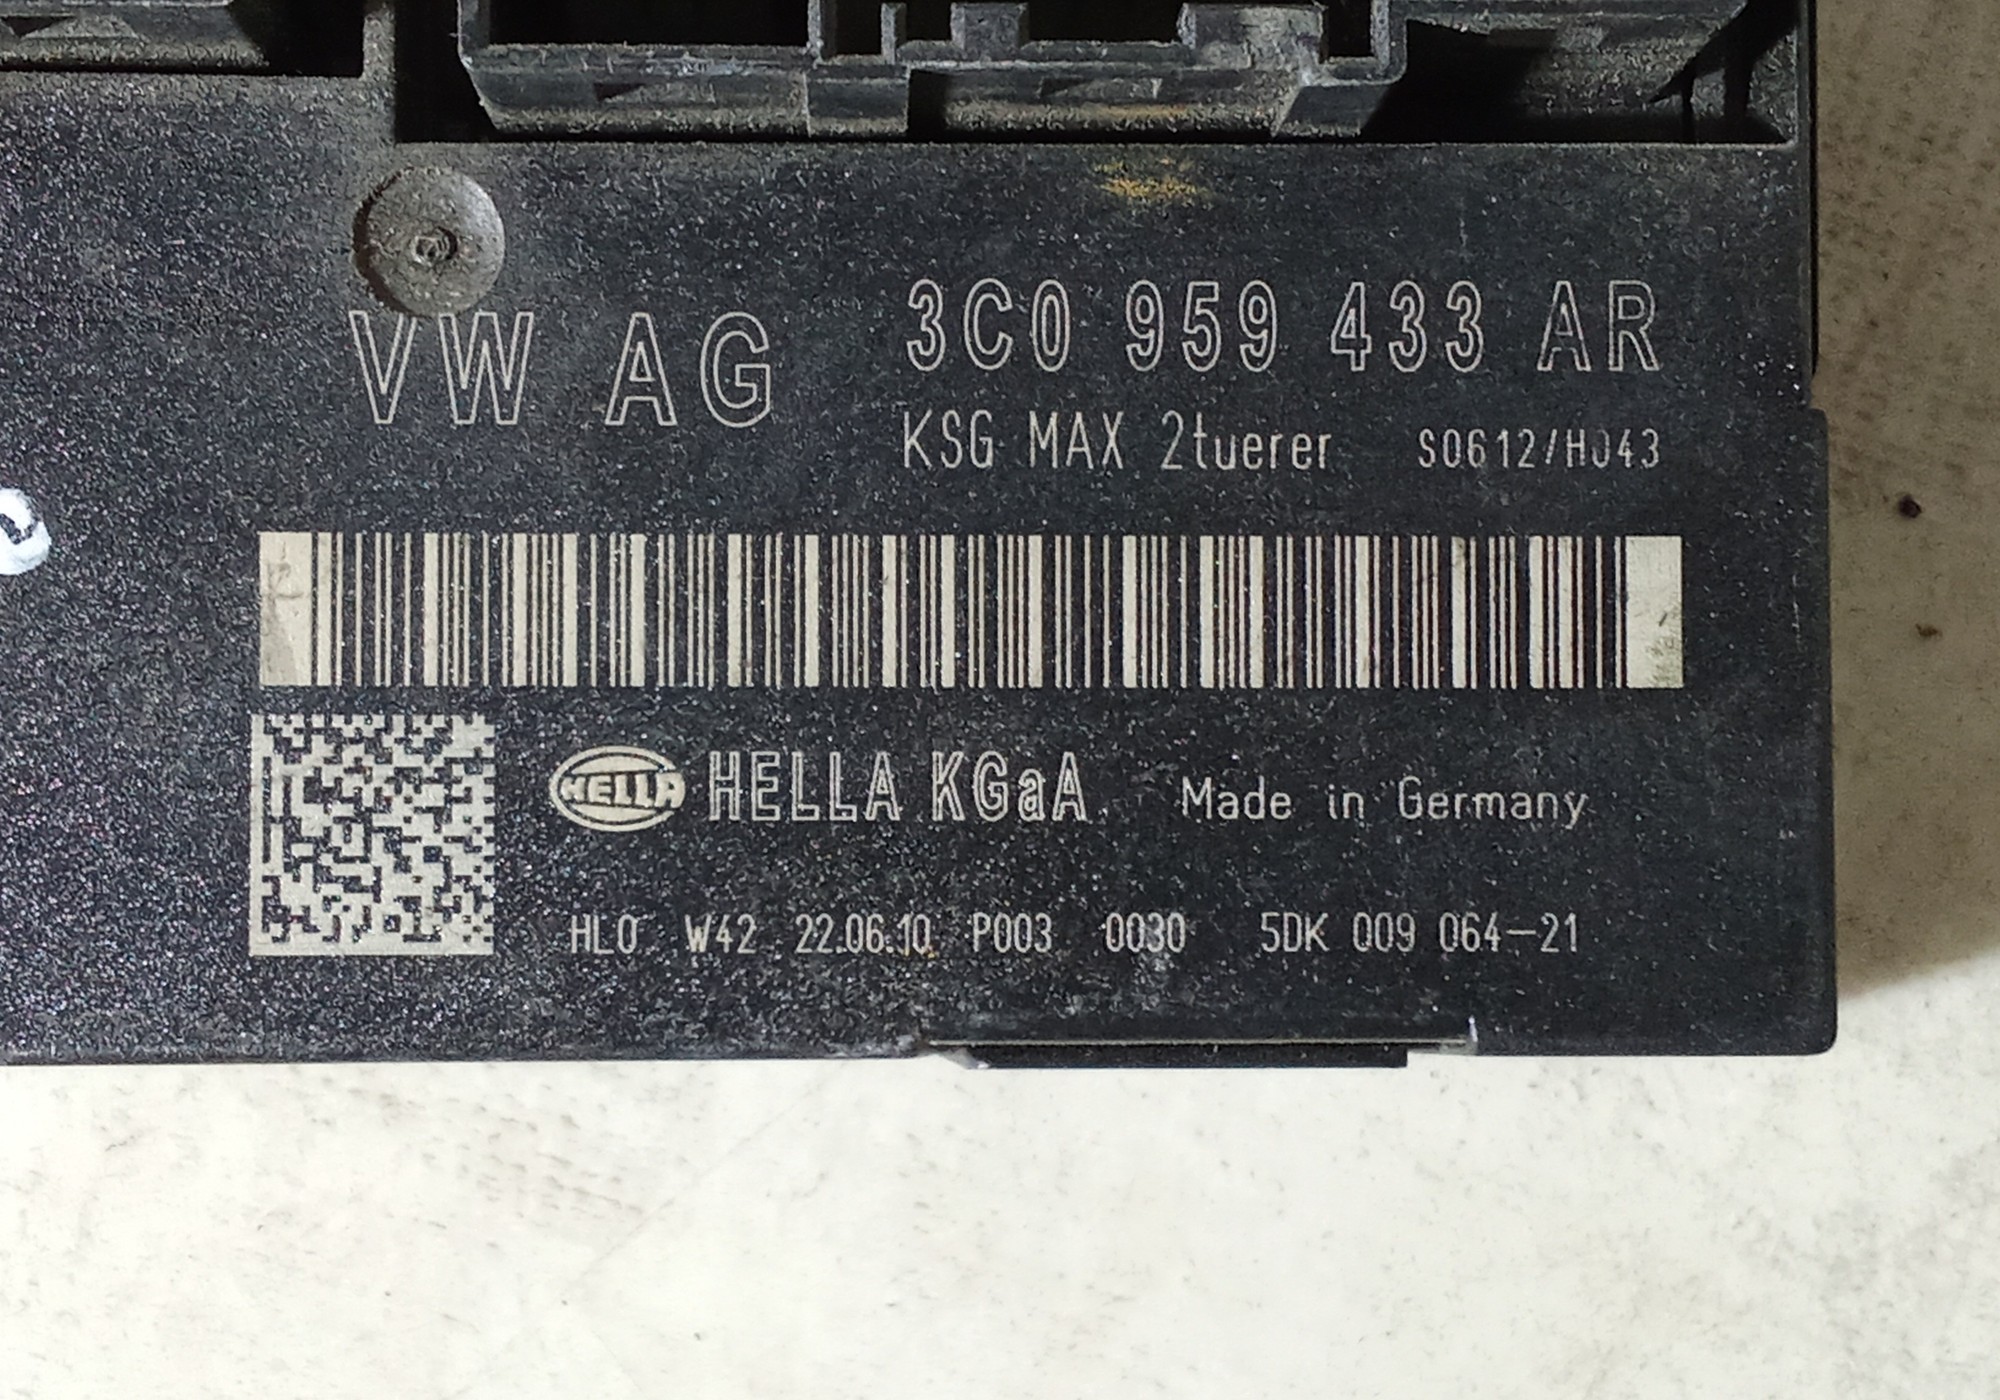 VW AG 3C0 959 433 AR
KSG MAX 2tuerer S0612/H043
HELLA HELLA KGaA Made in Germany
HLO W42 22.06.10 P003 0030 5DK 009 064-21